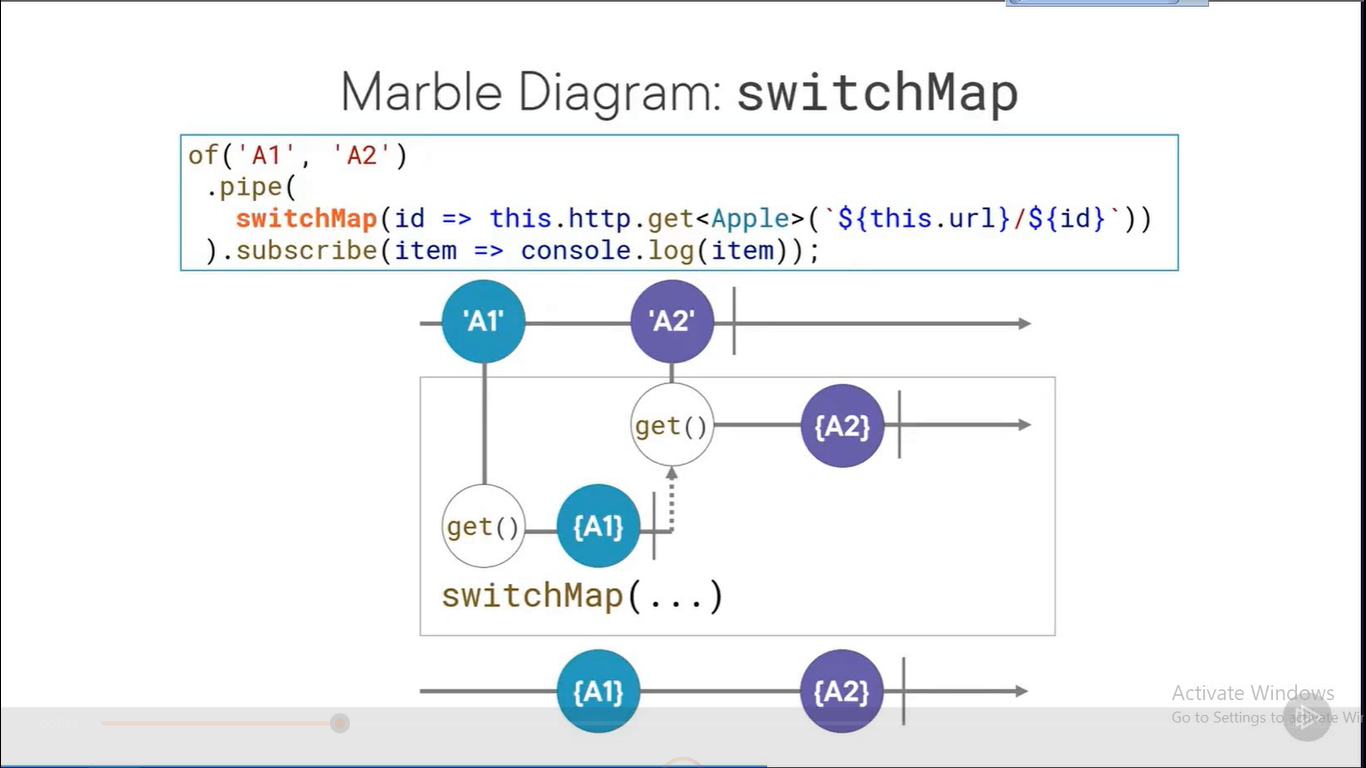 Marble Diagram: switchMap
of('A1', 'A2')
.pipe(
switchMap(id => this.http.get<Apple>(`${this.url}/${id}`))
).subscribe(item => console.log(item));
'A1' 'A2'
get() {A2}
get() {A1}
switchMap(...)
{A1} {A2}
Activate Windows
Go to Settings to activate Wi